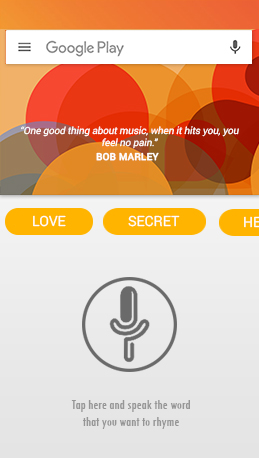 Google Play
"One good thing about music, when it hits you, you
feel no pain."
BOB MARLEY
LOVE
SECRET
HE
Tap here and speak the word
that you want to rhyme